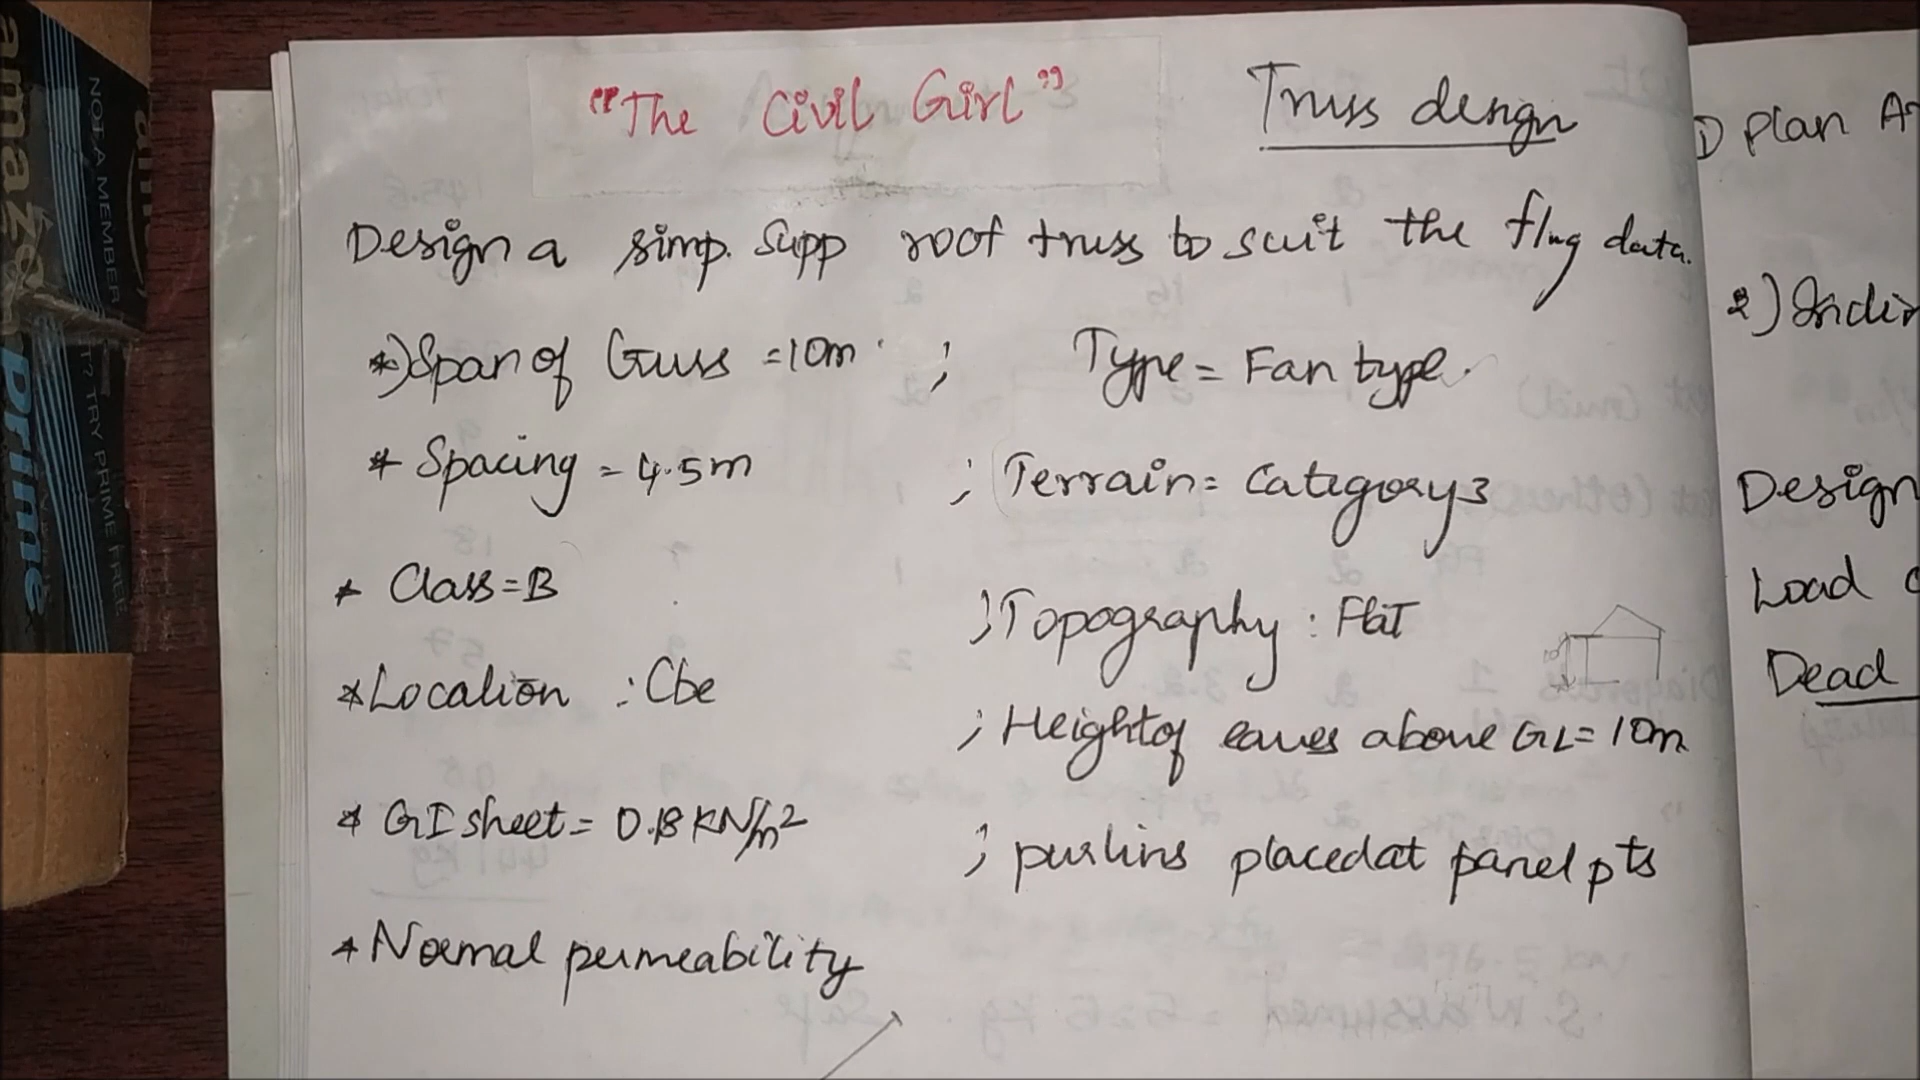 "The Civil Girl"
Truss design
Design a simp. Supp roof truss to suit the flwg data.
*) Span of Truss = 10m ; Type = Fan type.
* Spacing = 4.5m ; Terrain = Category 3
* Class = B ; Topography : Flat
* Location : Cbe ; Height of eaves above GL = 10m
* GI sheet = 0.18 KN/m² ; purlins placed at panel pts
* Normal permeability
1) Plan
2)
Design
Load
Dead
amazon
NOT A MEMBER
prime
TRY PRIME FREE